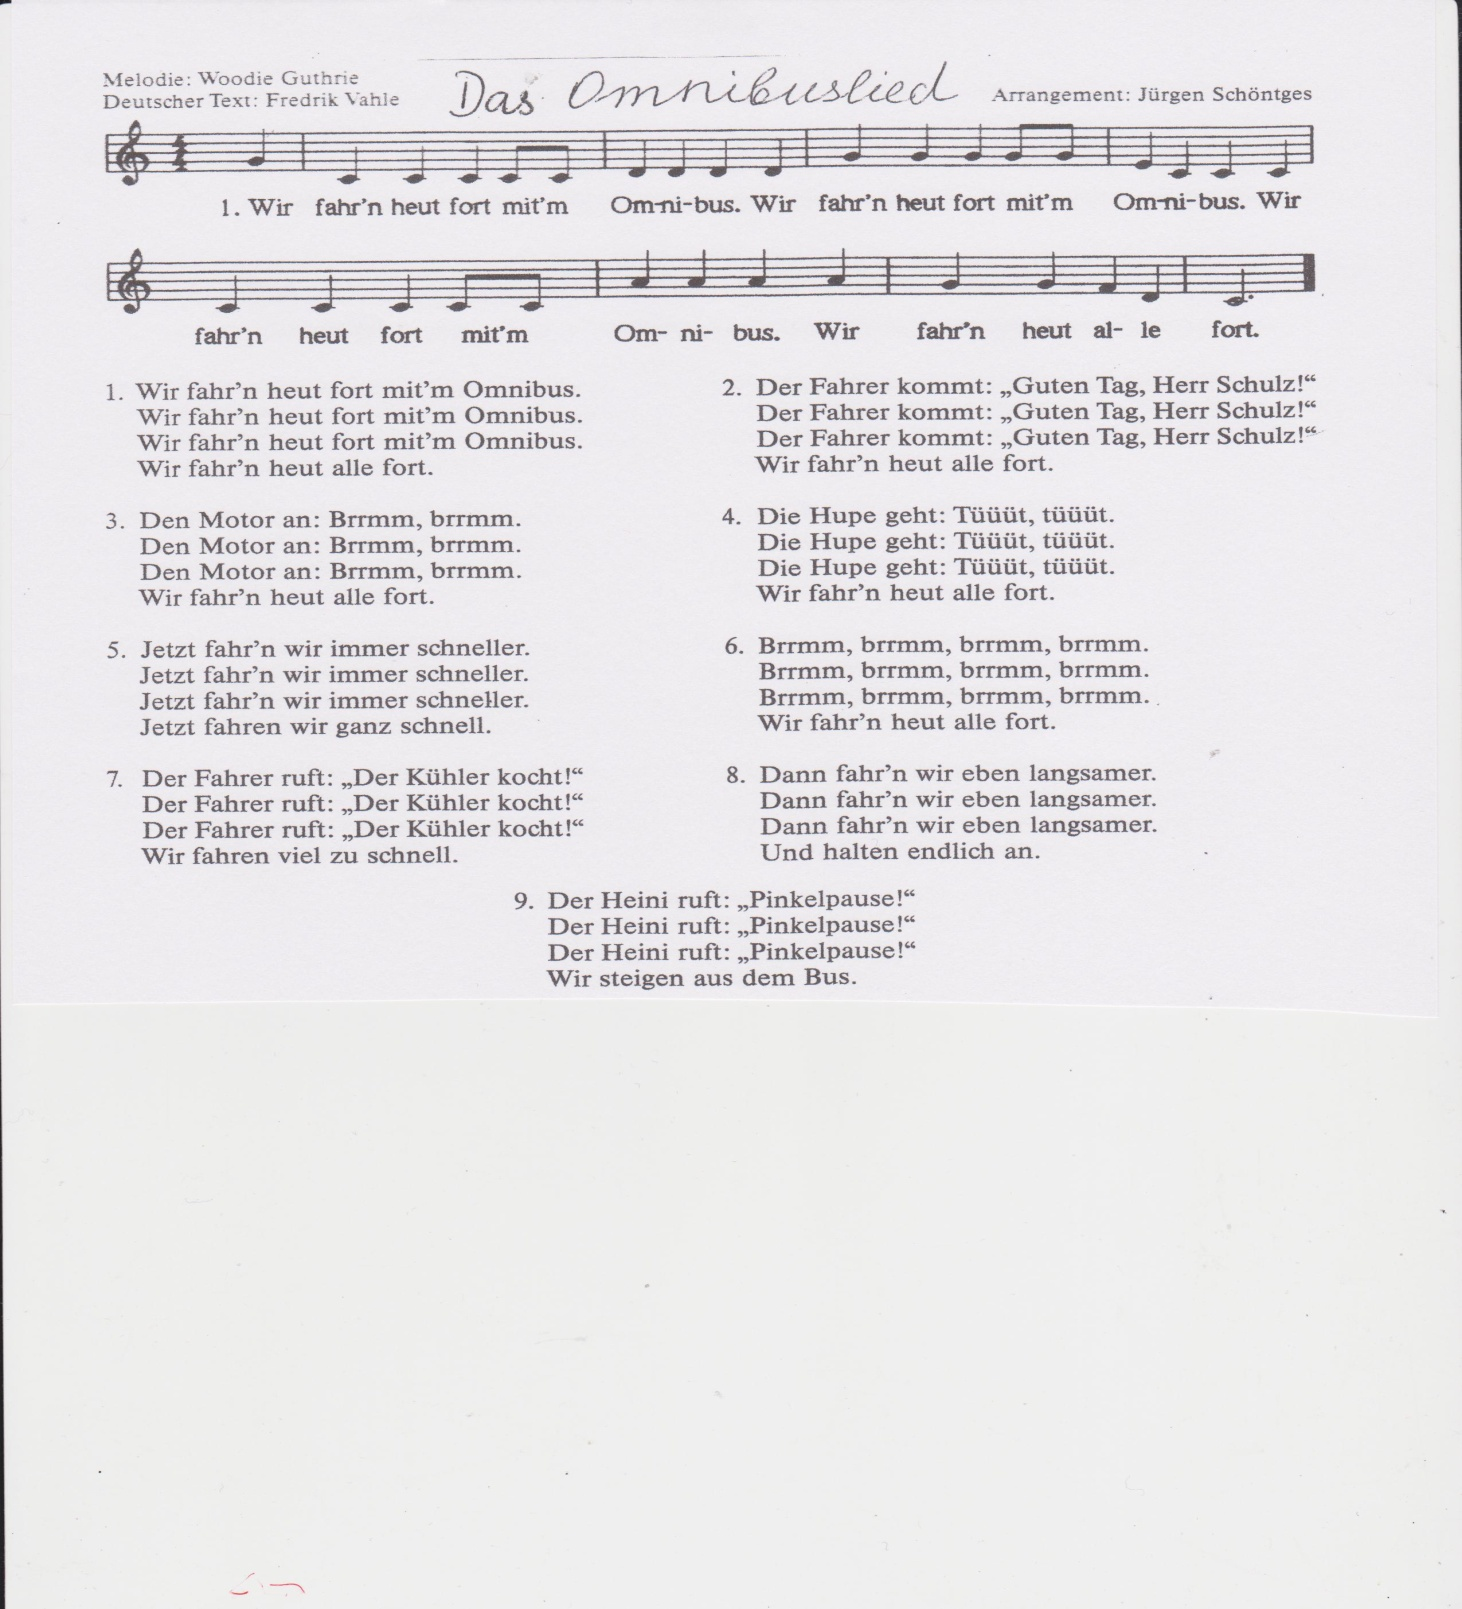 Melodie: Woodie Guthrie
Deutscher Text: Fredrik Vahle
Das Omnibuslied
Arrangement: Jürgen Schöntges
1. Wir fahr'n heut fort mit'm Om-ni-bus. Wir fahr'n heut fort mit'm Om-ni-bus. Wir
fahr'n heut fort mit'm Om- ni- bus. Wir fahr'n heut al- le fort.
1. Wir fahr'n heut fort mit'm Omnibus.
Wir fahr'n heut fort mit'm Omnibus.
Wir fahr'n heut fort mit'm Omnibus.
Wir fahr'n heut alle fort.
2. Der Fahrer kommt: „Guten Tag, Herr Schulz!“
Der Fahrer kommt: „Guten Tag, Herr Schulz!“
Der Fahrer kommt: „Guten Tag, Herr Schulz!“
Wir fahr'n heut alle fort.
3. Den Motor an: Brrmm, brrmm.
Den Motor an: Brrmm, brrmm.
Den Motor an: Brrmm, brrmm.
Wir fahr'n heut alle fort.
4. Die Hupe geht: Tüüüt, tüüüt.
Die Hupe geht: Tüüüt, tüüüt.
Die Hupe geht: Tüüüt, tüüüt.
Wir fahr'n heut alle fort.
5. Jetzt fahr'n wir immer schneller.
Jetzt fahr'n wir immer schneller.
Jetzt fahr'n wir immer schneller.
Jetzt fahren wir ganz schnell.
6. Brrmm, brrmm, brrmm, brrmm.
Brrmm, brrmm, brrmm, brrmm.
Brrmm, brrmm, brrmm, brrmm.
Wir fahr'n heut alle fort.
7. Der Fahrer ruft: „Der Kühler kocht!“
Der Fahrer ruft: „Der Kühler kocht!“
Der Fahrer ruft: „Der Kühler kocht!“
Wir fahren viel zu schnell.
8. Dann fahr'n wir eben langsamer.
Dann fahr'n wir eben langsamer.
Dann fahr'n wir eben langsamer.
Und halten endlich an.
9. Der Heini ruft: „Pinkelpause!“
Der Heini ruft: „Pinkelpause!“
Der Heini ruft: „Pinkelpause!“
Wir steigen aus dem Bus.